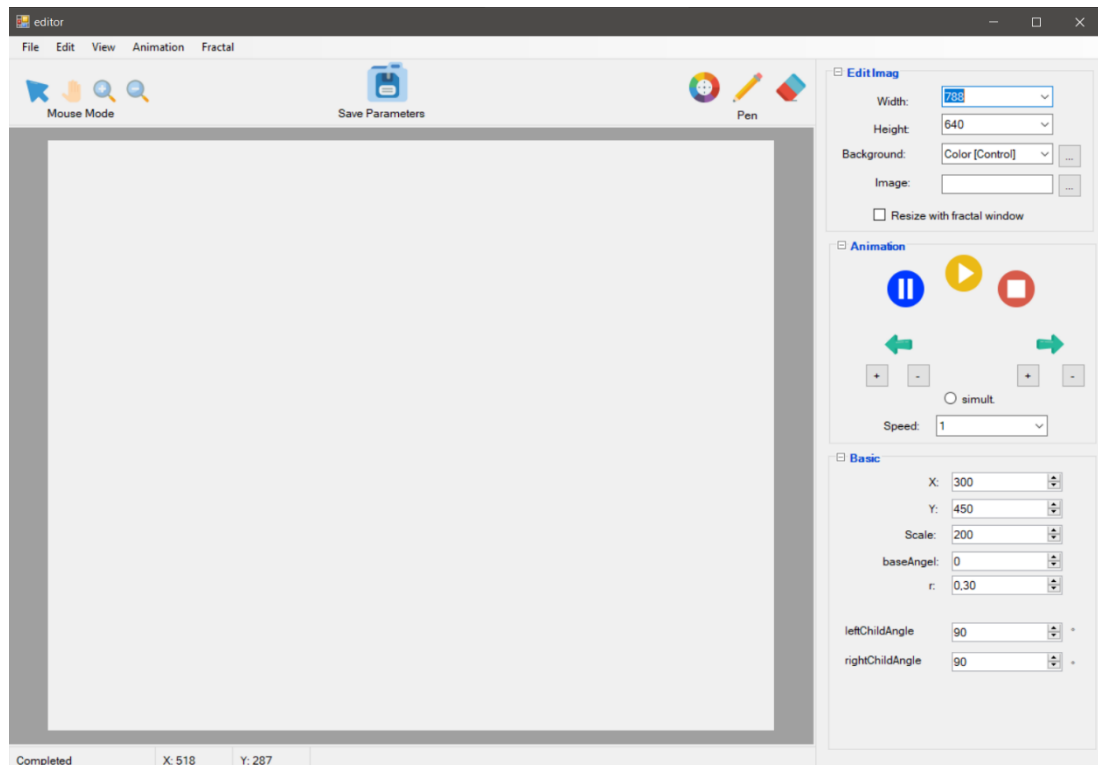 editor
File Edit View Animation Fractal
Mouse Mode
Save Parameters
Pen
Edit Imag
Width: 788
Height: 640
Background: Color [Control] ...
Image: ...
Resize with fractal window
Animation
+ - + -
simult.
Speed: 1
Basic
X: 300
Y: 450
Scale: 200
baseAngel: 0
r: 0,30
leftChildAngle 90 °
rightChildAngle 90 °
Completed X: 518 Y: 287